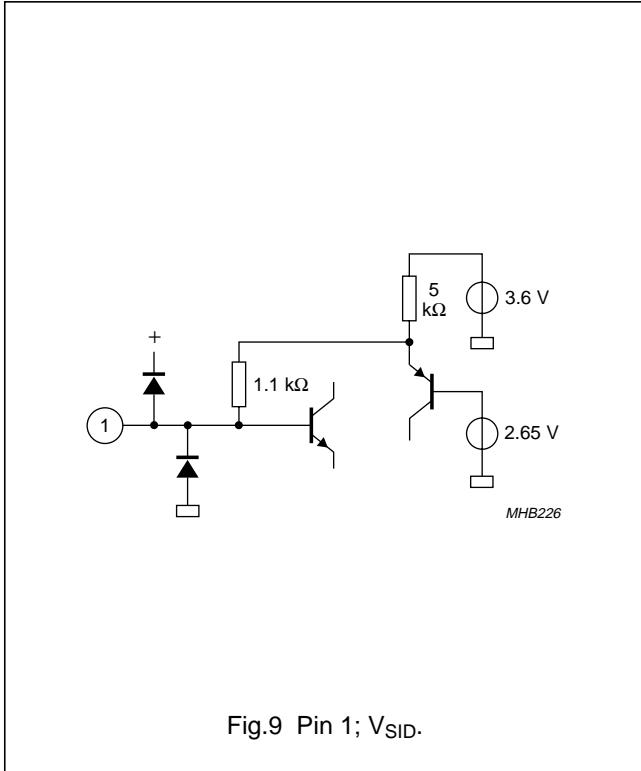 5
kΩ
3.6 V
+
1.1 kΩ
1
2.65 V
MHB226
Fig.9 Pin 1; VSID.